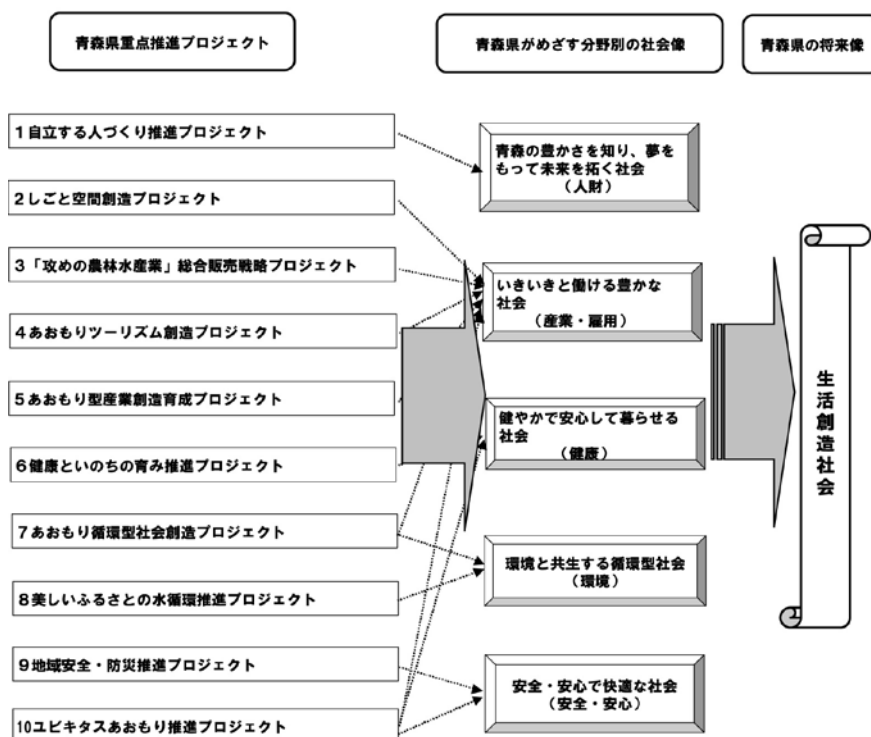 青森県重点推進プロジェクト
青森県がめざす分野別の社会像
青森県の将来像
1自立する人づくり推進プロジェクト
2しごと空間創造プロジェクト
3「攻めの農林水産業」総合販売戦略プロジェクト
4あおもりツーリズム創造プロジェクト
5あおもり型産業創造育成プロジェクト
6健康といのちの育み推進プロジェクト
7あおもり循環型社会創造プロジェクト
8美しいふるさとの水循環推進プロジェクト
9地域安全・防災推進プロジェクト
10ユビキタスあおもり推進プロジェクト
青森の豊かさを知り、夢を
もって未来を拓く社会
（人財）
いきいきと働ける豊かな
社会
（産業・雇用）
健やかで安心して暮らせる
社会
（健康）
環境と共生する循環型社会
（環境）
安全・安心で快適な社会
（安全・安心）
生活創造社会